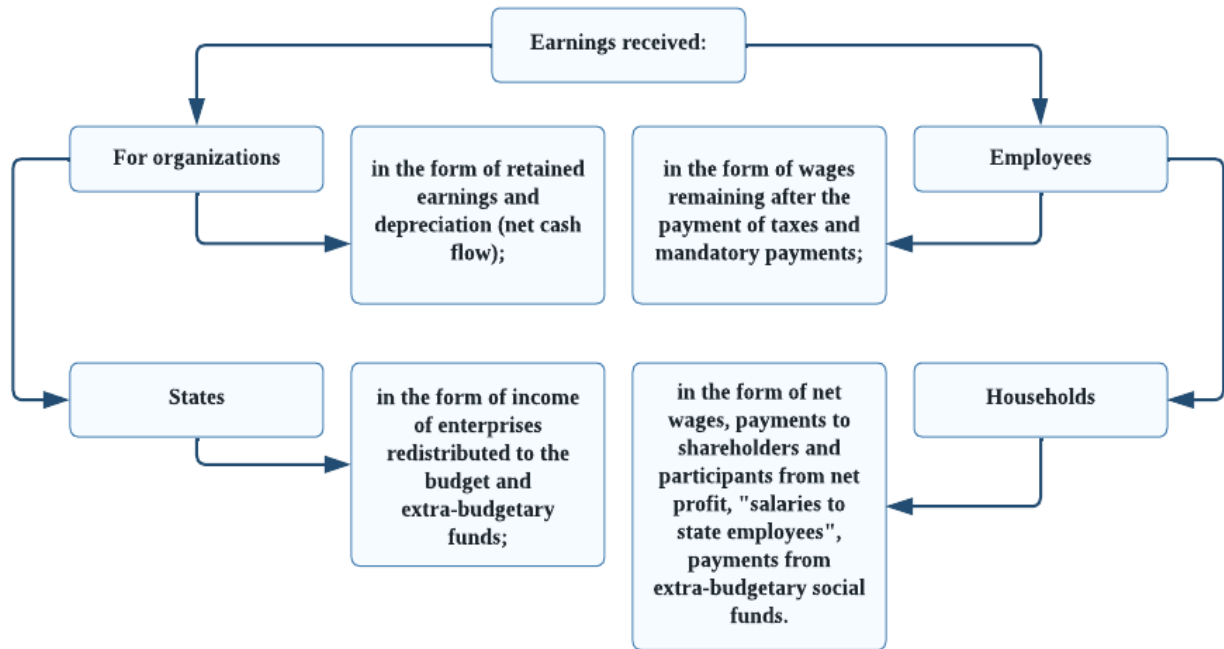 Earnings received:
For organizations
in the form of retained
earnings and
depreciation (net cash
flow);
in the form of wages
remaining after the
payment of taxes and
mandatory payments;
Employees
States
in the form of income
of enterprises
redistributed to the
budget and
extra-budgetary
funds;
in the form of net
wages, payments to
shareholders and
participants from net
profit, "salaries to
state employees",
payments from
extra-budgetary social
funds.
Households